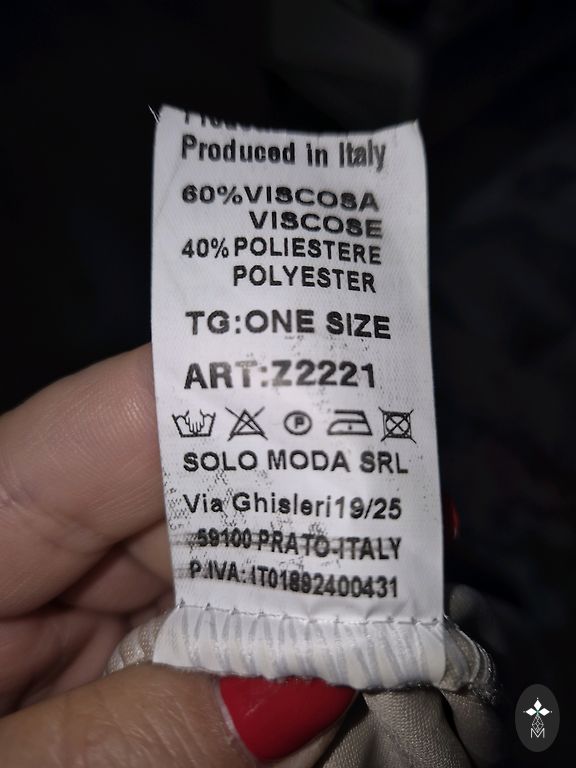 Produced in Italy
60%VISCOSA
VISCOSE
40%POLIESTERE
POLYESTER
TG:ONE SIZE
ART:Z2221
P
SOLO MODA SRL
Via Ghisleri19/25
59100 PRATO-ITALY
P.IVA: IT01892400431